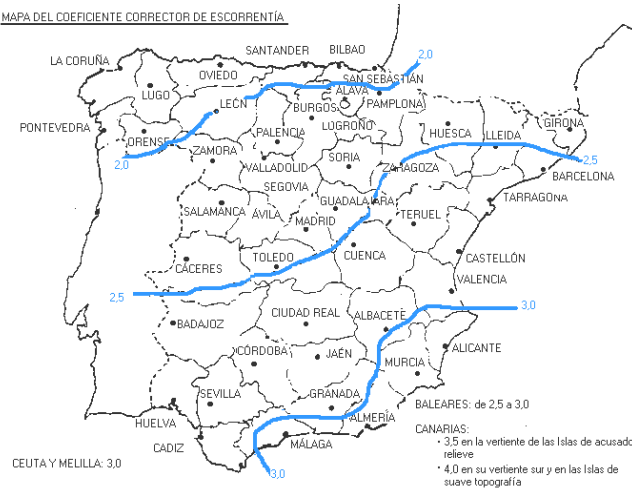 MAPA DEL COEFICIENTE CORRECTOR DE ESCORRENTÍA
SANTANDER
BILBAO
2,0
LA CORUÑA
OVIEDO
SAN SEBASTIÁN
LUGO
ÁLAVA
LEÓN
BURGOS
PAMPLONA
PONTEVEDRA
ORENSE
PALENCIA
LOGROÑO
HUESCA
LLEIDA
GIRONA
2,0
ZAMORA
VALLADOLID
SORIA
ZARAGOZA
2,5
BARCELONA
SEGOVIA
SALAMANCA
ÁVILA
GUADALAJARA
TARRAGONA
MADRID
TERUEL
CÁCERES
TOLEDO
CUENCA
CASTELLÓN
VALENCIA
2,5
3,0
BADAJOZ
CIUDAD REAL
ALBACETE
ALICANTE
CÓRDOBA
JAÉN
MURCIA
SEVILLA
GRANADA
BALEARES: de 2,5 a 3,0
HUELVA
ALMERÍA
CADIZ
MÁLAGA
CANARIAS:
• 3,5 en la vertiente de las Islas de acusado
relieve
CEUTA Y MELILLA: 3,0
3,0
• 4,0 en su vertiente sur y en las Islas de
suave topografía